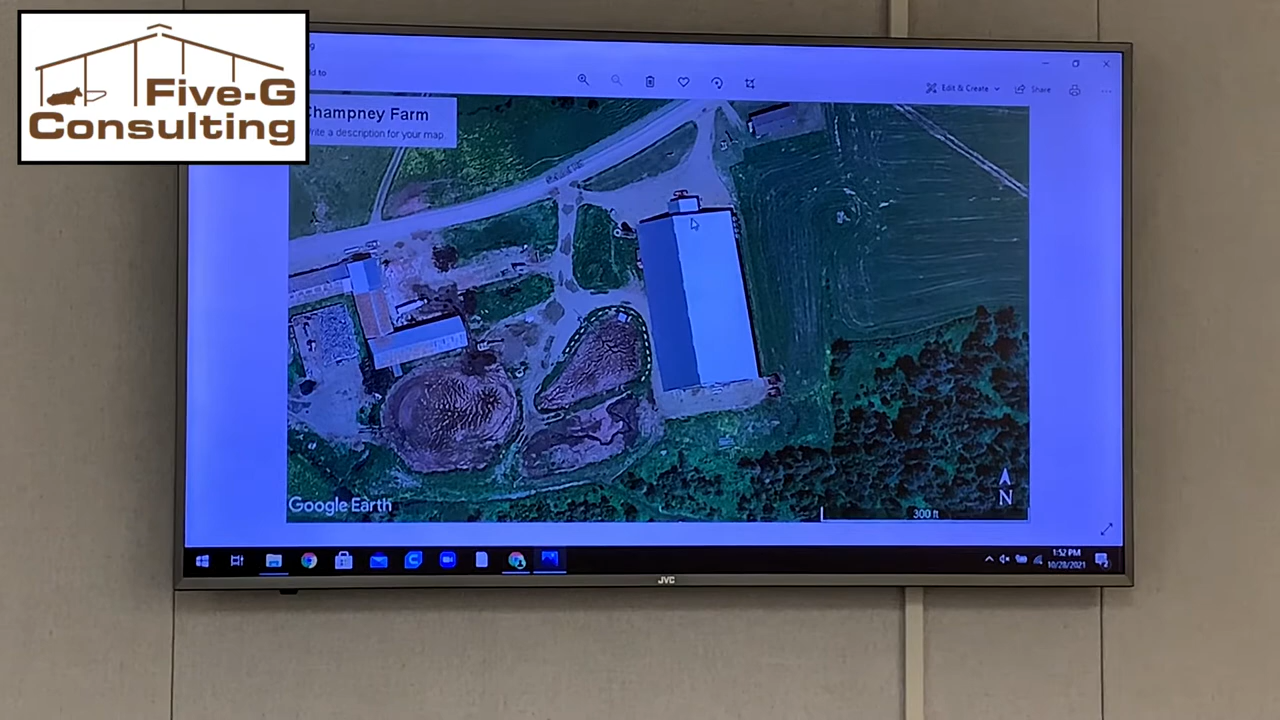 Five-G
Consulting
Champney Farm
Write a description for your map.
Edit & Create
Share
Google Earth
N
300 ft
1:52 PM
10/28/2021
JVC